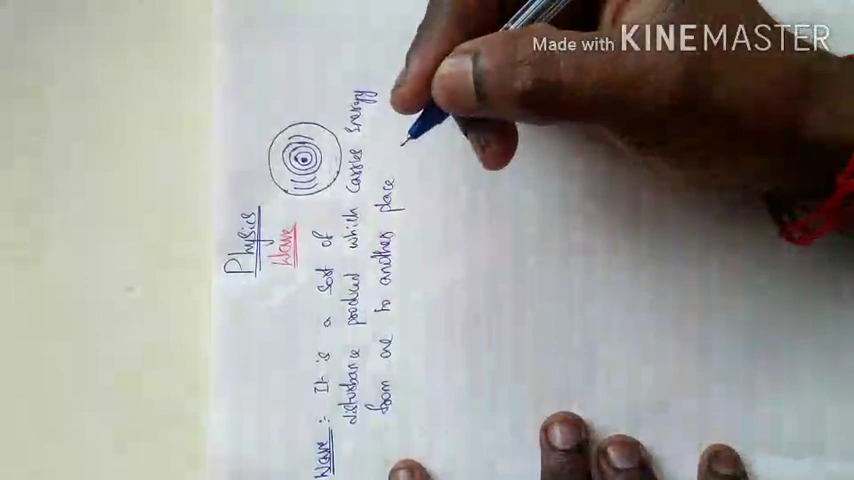 Made with KINEMASTER
Physics
Wave
Wave :- It is a sort of
disturbance produced which carries Energy
from one to another place